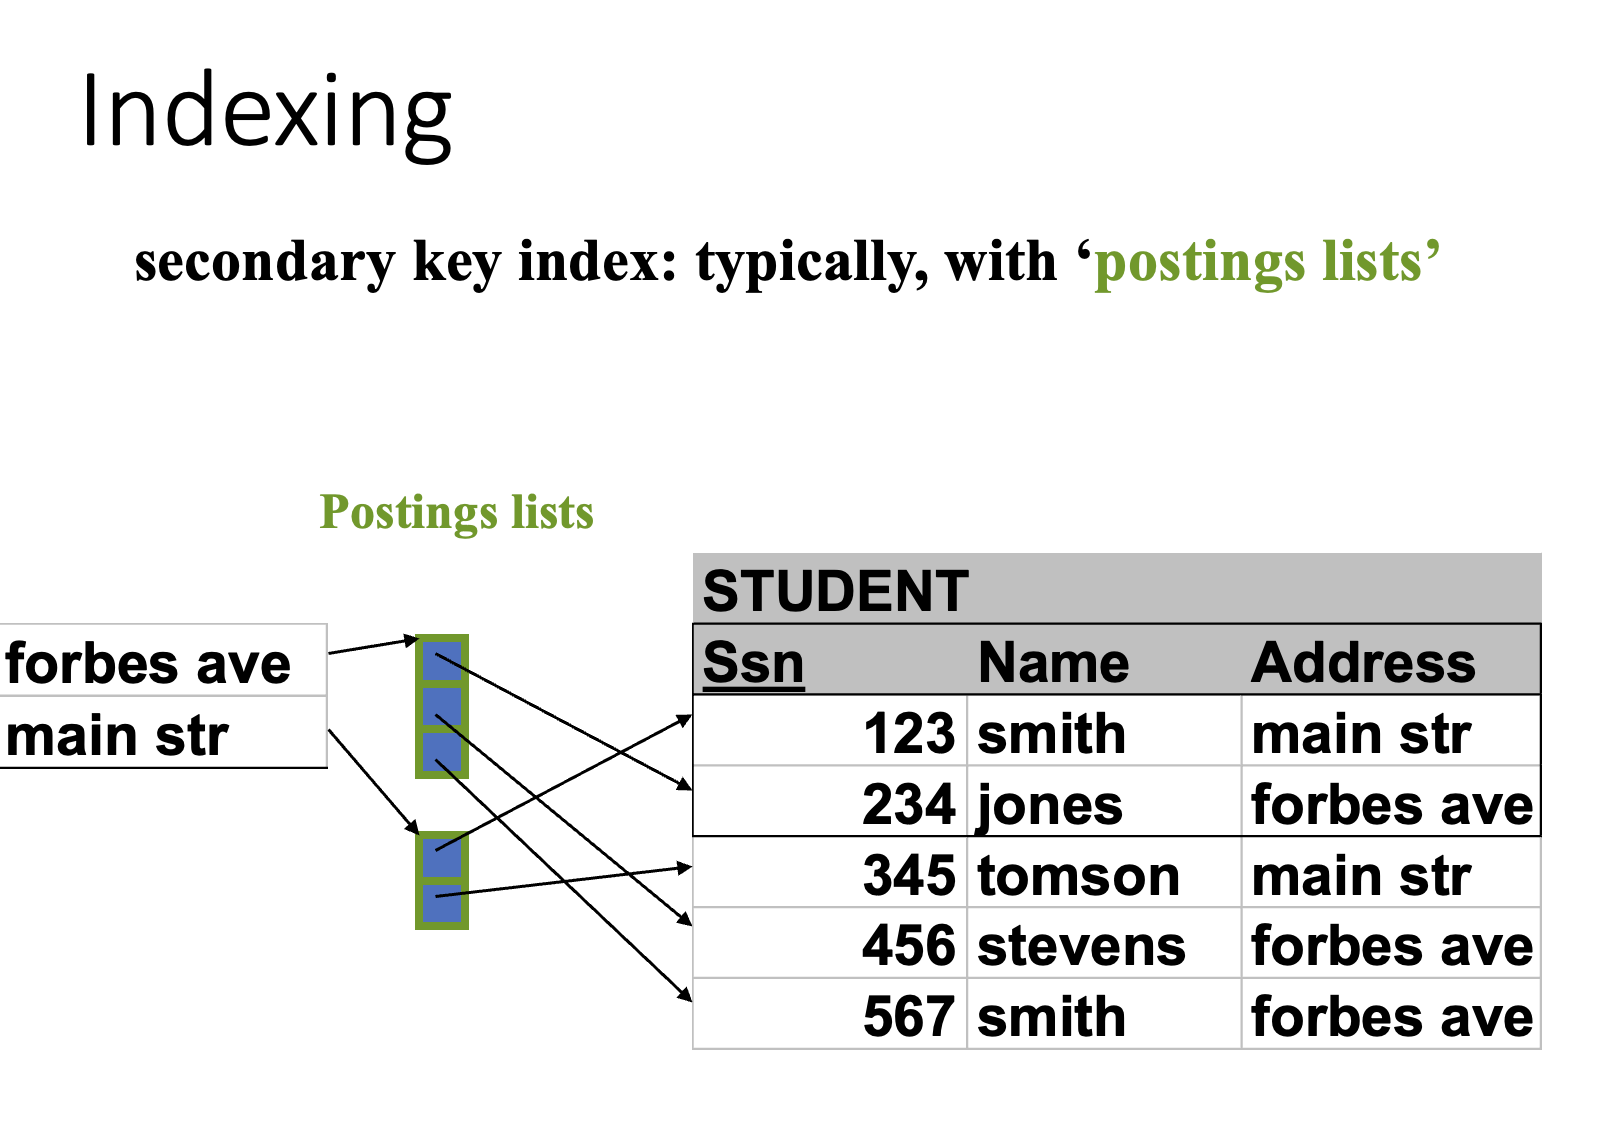 Indexing
secondary key index: typically, with ‘postings lists’
Postings lists
forbes ave
main str
STUDENT
Ssn Name Address
123 smith main str
234 jones forbes ave
345 tomson main str
456 stevens forbes ave
567 smith forbes ave